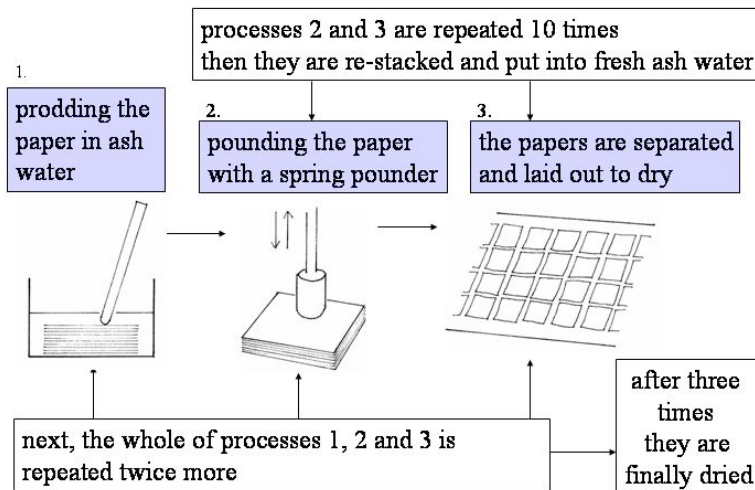 processes 2 and 3 are repeated 10 times
then they are re-stacked and put into fresh ash water
1.
prodding the
paper in ash
water
2.
pounding the paper
with a spring pounder
3.
the papers are separated
and laid out to dry
next, the whole of processes 1, 2 and 3 is
repeated twice more
after three
times
they are
finally dried